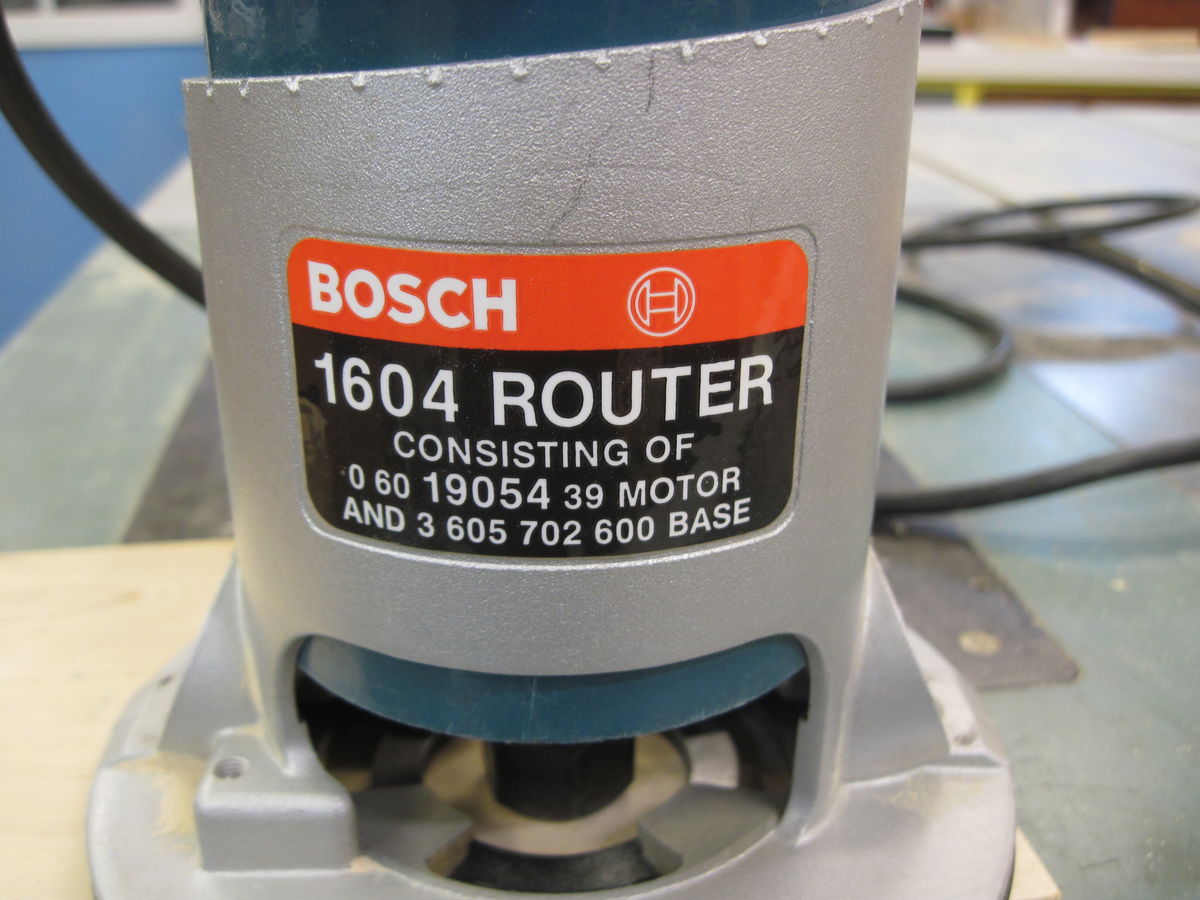 BOSCH
1604 ROUTER
CONSISTING OF
0 60 19054 39 MOTOR
AND 3 605 702 600 BASE